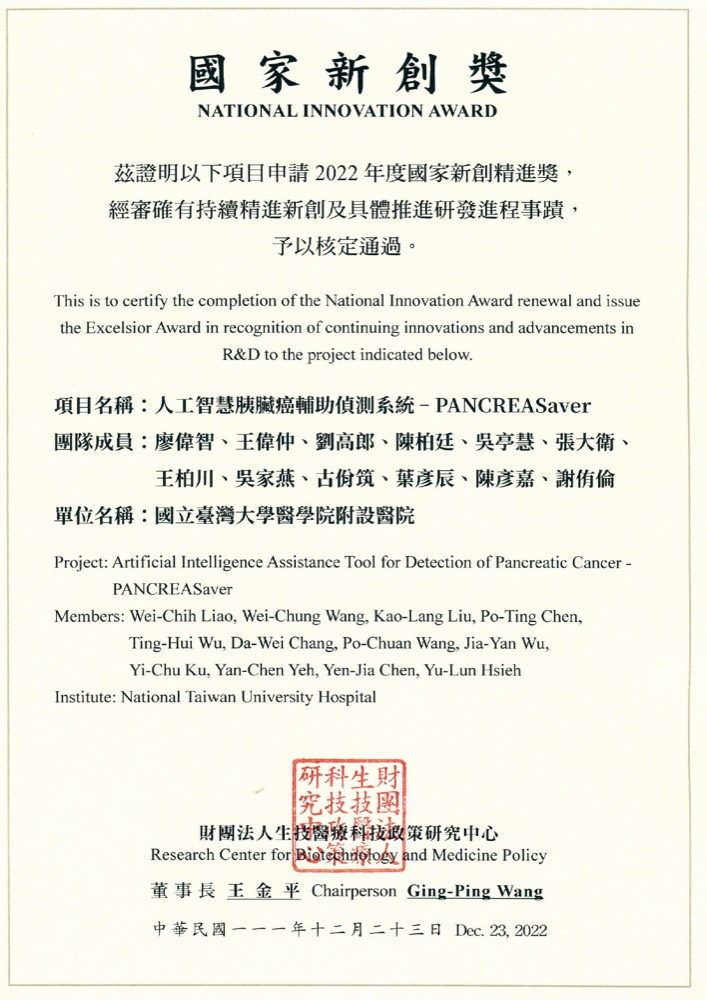 國家新創獎
NATIONAL INNOVATION AWARD
茲證明以下項目申請 2022 年度國家新創精進獎，
經審確有持續精進新創及具體推進研發進程事蹟，
予以核定通過。
This is to certify the completion of the National Innovation Award renewal and issue
the Excelsior Award in recognition of continuing innovations and advancements in
R&D to the project indicated below.
項目名稱：人工智慧胰臟癌輔助偵測系統－PANCREASaver
團隊成員：廖偉智、王偉仲、劉高郎、陳柏廷、吳亭慧、張大衛、
王柏川、吳家燕、古佾筑、葉彥辰、陳彥嘉、謝侑倫
單位名稱：國立臺灣大學醫學院附設醫院
Project: Artificial Intelligence Assistance Tool for Detection of Pancreatic Cancer -
PANCREASaver
Members: Wei-Chih Liao, Wei-Chung Wang, Kao-Lang Liu, Po-Ting Chen,
Ting-Hui Wu, Da-Wei Chang, Po-Chuan Wang, Jia-Yan Wu,
Yi-Chu Ku, Yan-Chen Yeh, Yen-Jia Chen, Yu-Lun Hsieh
Institute: National Taiwan University Hospital
財團法人
生技醫療
科技政策
研究中心
財團法人生技醫療科技政策研究中心
Research Center for Biotechnology and Medicine Policy
董事長 王金平 Chairperson Ging-Ping Wang
中華民國一一一年十二月二十三日 Dec. 23, 2022